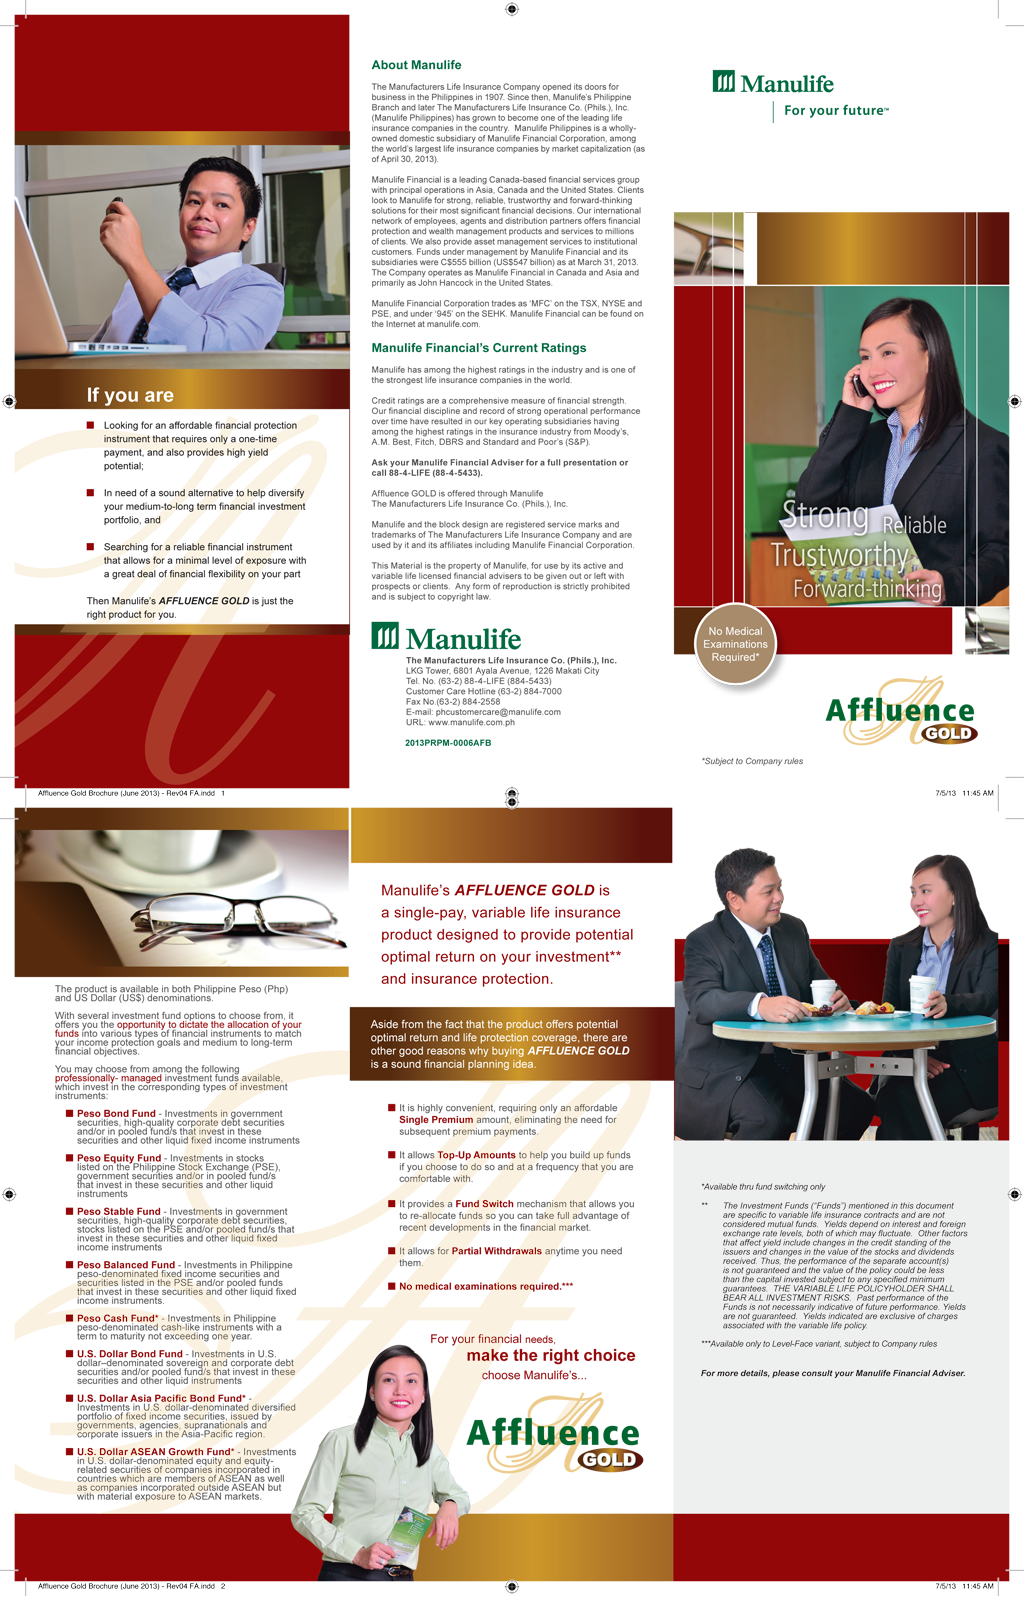 If you are
Looking for an affordable financial protection
instrument that requires only a one-time
payment, and also provides high yield
potential;
In need of a sound alternative to help diversify
your medium-to-long term financial investment
portfolio, and
Searching for a reliable financial instrument
that allows for a minimal level of exposure with
a great deal of financial flexibility on your part
Then Manulife's AFFLUENCE GOLD is just the
right product for you.
About Manulife
The Manufacturers Life Insurance Company opened its doors for
business in the Philippines in 1907. Since then, Manulife's Philippine
Branch and later The Manufacturers Life Insurance Co. (Phils.), Inc.
(Manulife Philippines) has grown to become one of the leading life
insurance companies in the country. Manulife Philippines is a wholly-
owned domestic subsidiary of Manulife Financial Corporation, among
the world's largest life insurance companies by market capitalization (as
of April 30, 2013).
Manulife Financial is a leading Canada-based financial services group
with principal operations in Asia, Canada and the United States. Clients
look to Manulife for strong, reliable, trustworthy and forward-thinking
solutions for their most significant financial decisions. Our international
network of employees, agents and distribution partners offers financial
protection and wealth management products and services to millions
of clients. We also provide asset management services to institutional
customers. Funds under management by Manulife Financial and its
subsidiaries were C$555 billion (US$547 billion) as at March 31, 2013.
The Company operates as Manulife Financial in Canada and Asia and
primarily as John Hancock in the United States.
Manulife Financial Corporation trades as 'MFC' on the TSX, NYSE and
PSE, and under '945' on the SEHK. Manulife Financial can be found on
the Internet at manulife.com.
Manulife Financial's Current Ratings
Manulife has among the highest ratings in the industry and is one of
the strongest life insurance companies in the world.
Credit ratings are a comprehensive measure of financial strength.
Our financial discipline and record of strong operational performance
over time have resulted in our key operating subsidiaries having
among the highest ratings in the insurance industry from Moody's,
A.M. Best, Fitch, DBRS and Standard and Poor's (S&P).
Ask your Manulife Financial Adviser for a full presentation or
call 88-4-LIFE (88-4-5433).
Affluence GOLD is offered through Manulife
The Manufacturers Life Insurance Co. (Phils.), Inc.
Manulife and the block design are registered service marks and
trademarks of The Manufacturers Life Insurance Company and are
used by it and its affiliates including Manulife Financial Corporation.
This Material is the property of Manulife, for use by its active and
variable life licensed financial advisers to be given out or left with
prospects or clients. Any form of reproduction is strictly prohibited
and is subject to copyright law.
Manulife
The Manufacturers Life Insurance Co. (Phils.), Inc.
LKG Tower, 6801 Ayala Avenue, 1226 Makati City
Tel. No. (63-2) 88-4-LIFE (884-5433)
Customer Care Hotline (63-2) 884-7000
Fax No.(63-2) 884-2558
E-mail: phcustomercare@manulife.com
URL: www.manulife.com.ph
2013PRPM-0006AFB
Manulife
For your future™
Strong Reliable
Trustworthy
Forward-thinking
No Medical
Examinations
Required*
Affluence
GOLD
*Subject to Company rules
Affluence Gold Brochure (June 2013) - Rev04 FA.indd 1
7/5/13 11:45 AM
The product is available in both Philippine Peso (Php)
and US Dollar (US$) denominations.
With several investment fund options to choose from, it
offers you the opportunity to dictate the allocation of your
funds into various types of financial instruments to match
your income protection goals and medium to long-term
financial objectives.
You may choose from among the following
professionally- managed investment funds available,
which invest in the corresponding types of investment
instruments:
Peso Bond Fund - Investments in government
securities, high-quality corporate debt securities
and/or in pooled fund/s that invest in these
securities and other liquid fixed income instruments
Peso Equity Fund - Investments in stocks
listed on the Philippine Stock Exchange (PSE),
government securities and/or in pooled fund/s
that invest in these securities and other liquid
instruments
Peso Stable Fund - Investments in government
securities, high-quality corporate debt securities,
stocks listed on the PSE and/or pooled fund/s that
invest in these securities and other liquid fixed
income instruments
Peso Balanced Fund - Investments in Philippine
peso-denominated fixed income securities and
securities listed in the PSE and/or pooled funds
that invest in these securities and other liquid fixed
income instruments.
Peso Cash Fund* - Investments in Philippine
peso-denominated cash-like instruments with a
term to maturity not exceeding one year.
U.S. Dollar Bond Fund - Investments in U.S.
dollar–denominated sovereign and corporate debt
securities and/or pooled fund/s that invest in these
securities and other liquid instruments
U.S. Dollar Asia Pacific Bond Fund* -
Investments in U.S. dollar-denominated diversified
portfolio of fixed income securities, issued by
governments, agencies, supranationals and
corporate issuers in the Asia-Pacific region.
U.S. Dollar ASEAN Growth Fund* - Investments
in U.S. dollar-denominated equity and equity-
related securities of companies incorporated in
countries which are members of ASEAN as well
as companies incorporated outside ASEAN but
with material exposure to ASEAN markets.
Manulife's AFFLUENCE GOLD is
a single-pay, variable life insurance
product designed to provide potential
optimal return on your investment**
and insurance protection.
Aside from the fact that the product offers potential
optimal return and life protection coverage, there are
other good reasons why buying AFFLUENCE GOLD
is a sound financial planning idea.
It is highly convenient, requiring only an affordable
Single Premium amount, eliminating the need for
subsequent premium payments.
It allows Top-Up Amounts to help you build up funds
if you choose to do so and at a frequency that you are
comfortable with.
It provides a Fund Switch mechanism that allows you
to re-allocate funds so you can take full advantage of
recent developments in the financial market.
It allows for Partial Withdrawals anytime you need
them.
No medical examinations required.***
For your financial needs,
make the right choice
choose Manulife's...
Affluence
GOLD
*Available thru fund switching only
** The Investment Funds ("Funds") mentioned in this document
are specific to variable life insurance contracts and are not
considered mutual funds. Yields depend on interest and foreign
exchange rate levels, both of which may fluctuate. Other factors
that affect yield include changes in the credit standing of the
issuers and changes in the value of the stocks and dividends
received. Thus, the performance of the separate account(s)
is not guaranteed and the value of the policy could be less
than the capital invested subject to any specified minimum
guarantees. THE VARIABLE LIFE POLICYHOLDER SHALL
BEAR ALL INVESTMENT RISKS. Past performance of the
Funds is not necessarily indicative of future performance. Yields
are not guaranteed. Yields indicated are exclusive of charges
associated with the variable life policy.
***Available only to Level-Face variant, subject to Company rules
For more details, please consult your Manulife Financial Adviser.
Affluence Gold Brochure (June 2013) - Rev04 FA.indd 2
7/5/13 11:45 AM